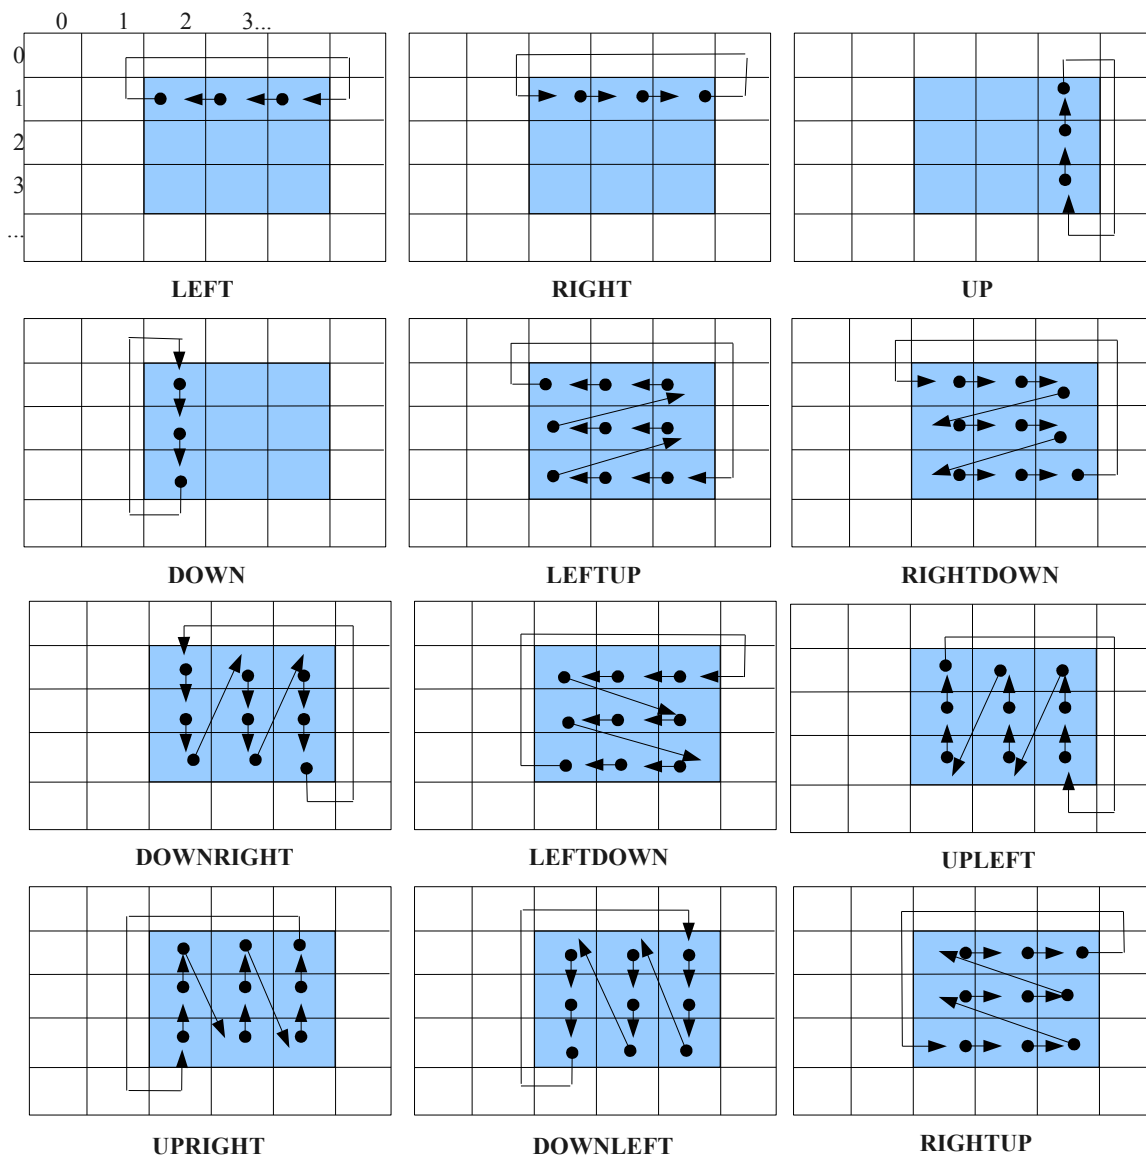 0 1 2 3...
0
1
2
3
...
LEFT RIGHT UP
DOWN LEFTUP RIGHTDOWN
DOWNRIGHT LEFTDOWN UPLEFT
UPRIGHT DOWNLEFT RIGHTUP